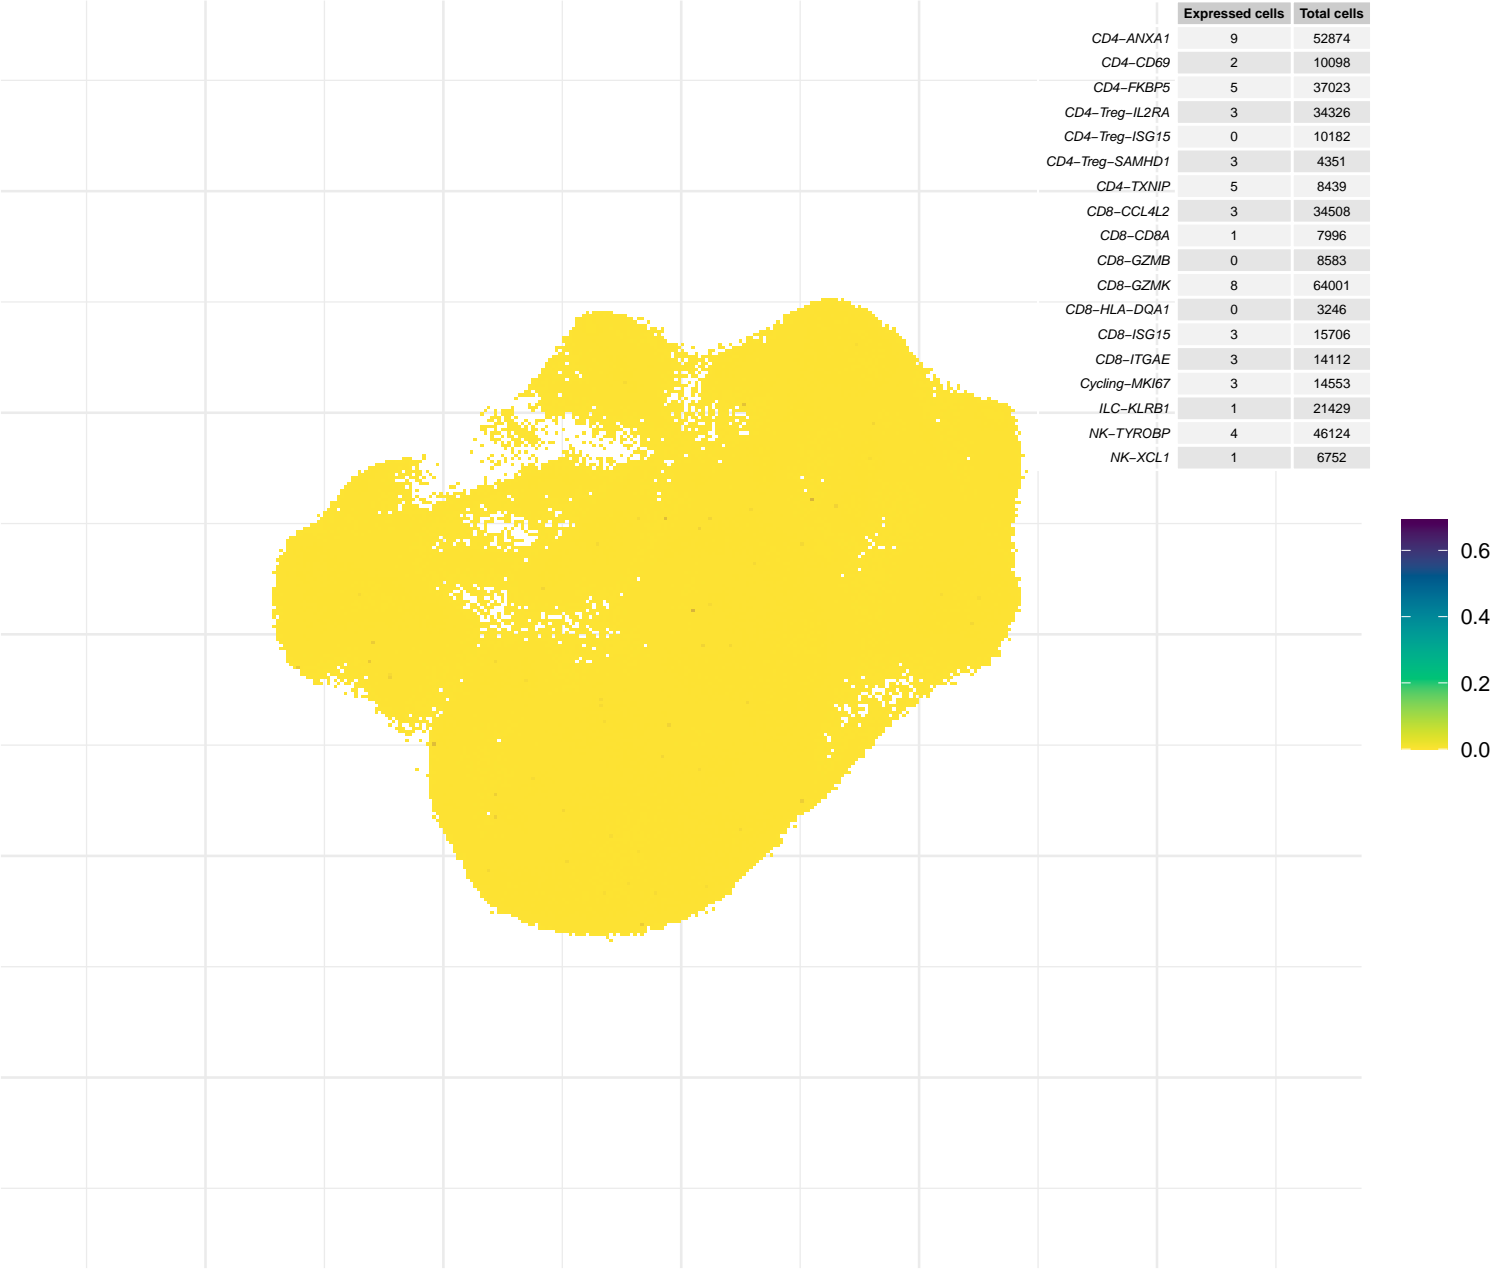 Expressed cells Total cells
CD4−ANXA1 9 52874
CD4−CD69 2 10098
CD4−FKBP5 5 37023
CD4−Treg−IL2RA 3 34326
CD4−Treg−ISG15 0 10182
CD4−Treg−SAMHD1 3 4351
CD4−TXNIP 5 8439
CD8−CCL4L2 3 34508
CD8−CD8A 1 7996
CD8−GZMB 0 8583
CD8−GZMK 8 64001
CD8−HLA−DQA1 0 3246
CD8−ISG15 3 15706
CD8−ITGAE 3 14112
Cycling−MKI67 3 14553
ILC−KLRB1 1 21429
NK−TYROBP 4 46124
NK−XCL1 1 6752
0.6
0.4
0.2
0.0